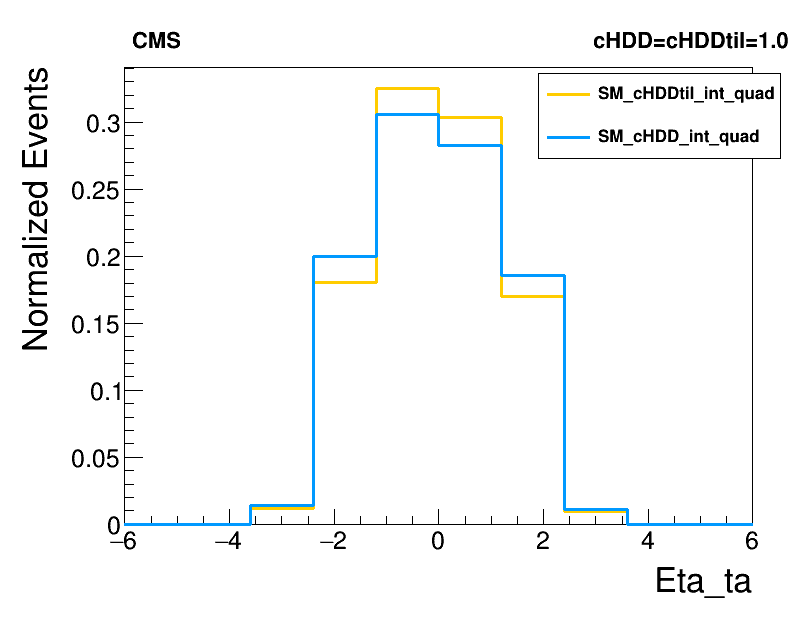 CMS
cHDD=cHDDtil=1.0
SM_cHDDtil_int_quad
SM_cHDD_int_quad
Normalized Events
0.3
0.25
0.2
0.15
0.1
0.05
0
−6 −4 −2 0 2 4 6
Eta_ta